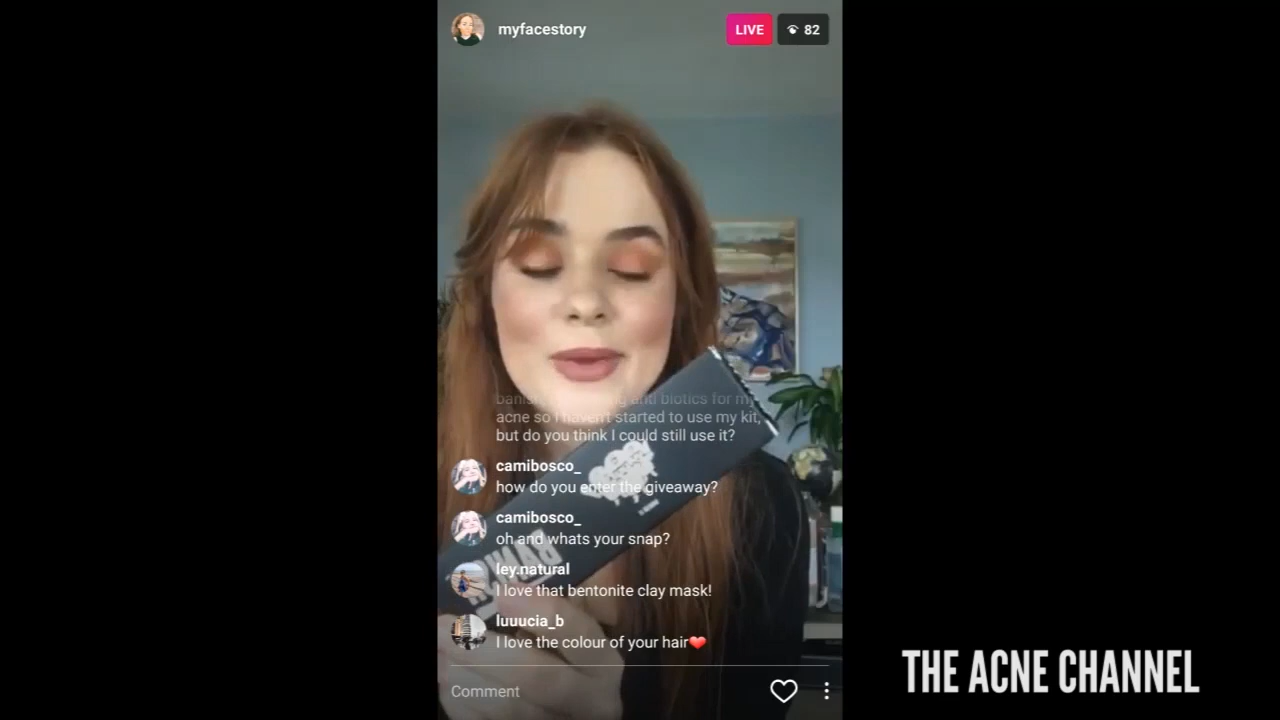 myfacestory
LIVE
82
acne so I haven't started to use my kit,
but do you think I could still use it?
camibosco_
how do you enter the giveaway?
camibosco_
oh and whats your snap?
ley.natural
I love that bentonite clay mask!
luuucia_b
I love the colour of your hair❤️
Comment
THE ACNE CHANNEL